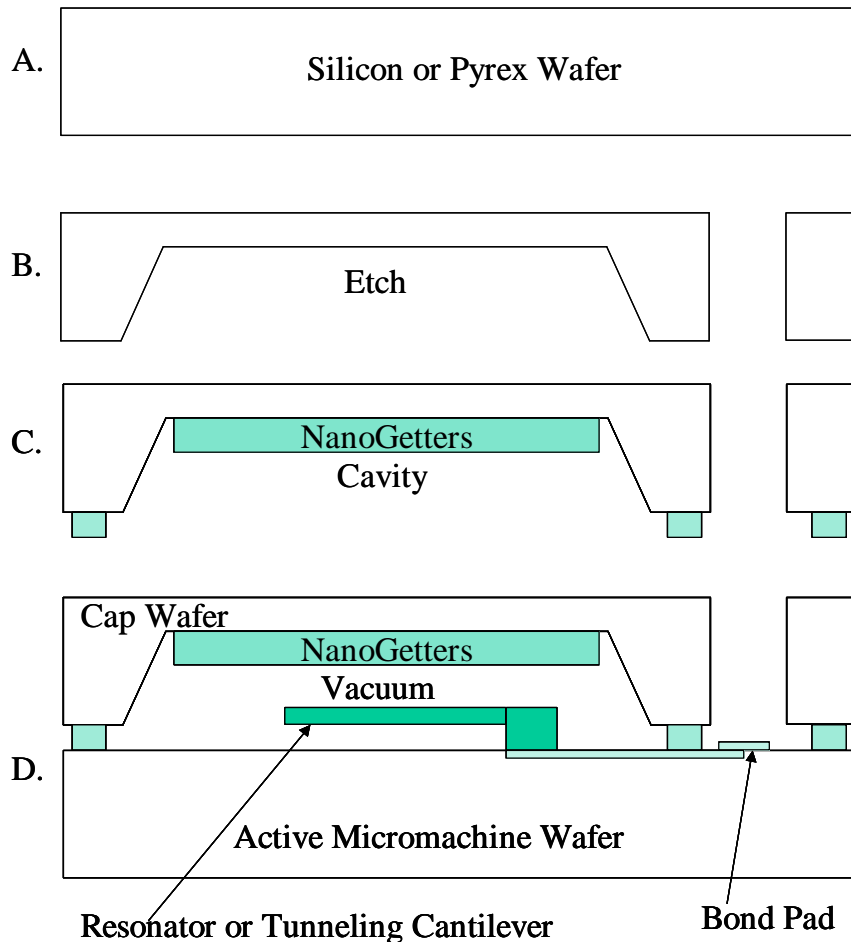 A.
Silicon or Pyrex Wafer
B.
Etch
C.
NanoGetters
Cavity
Cap Wafer
NanoGetters
Vacuum
D.
Active Micromachine Wafer
Resonator or Tunneling Cantilever
Bond Pad